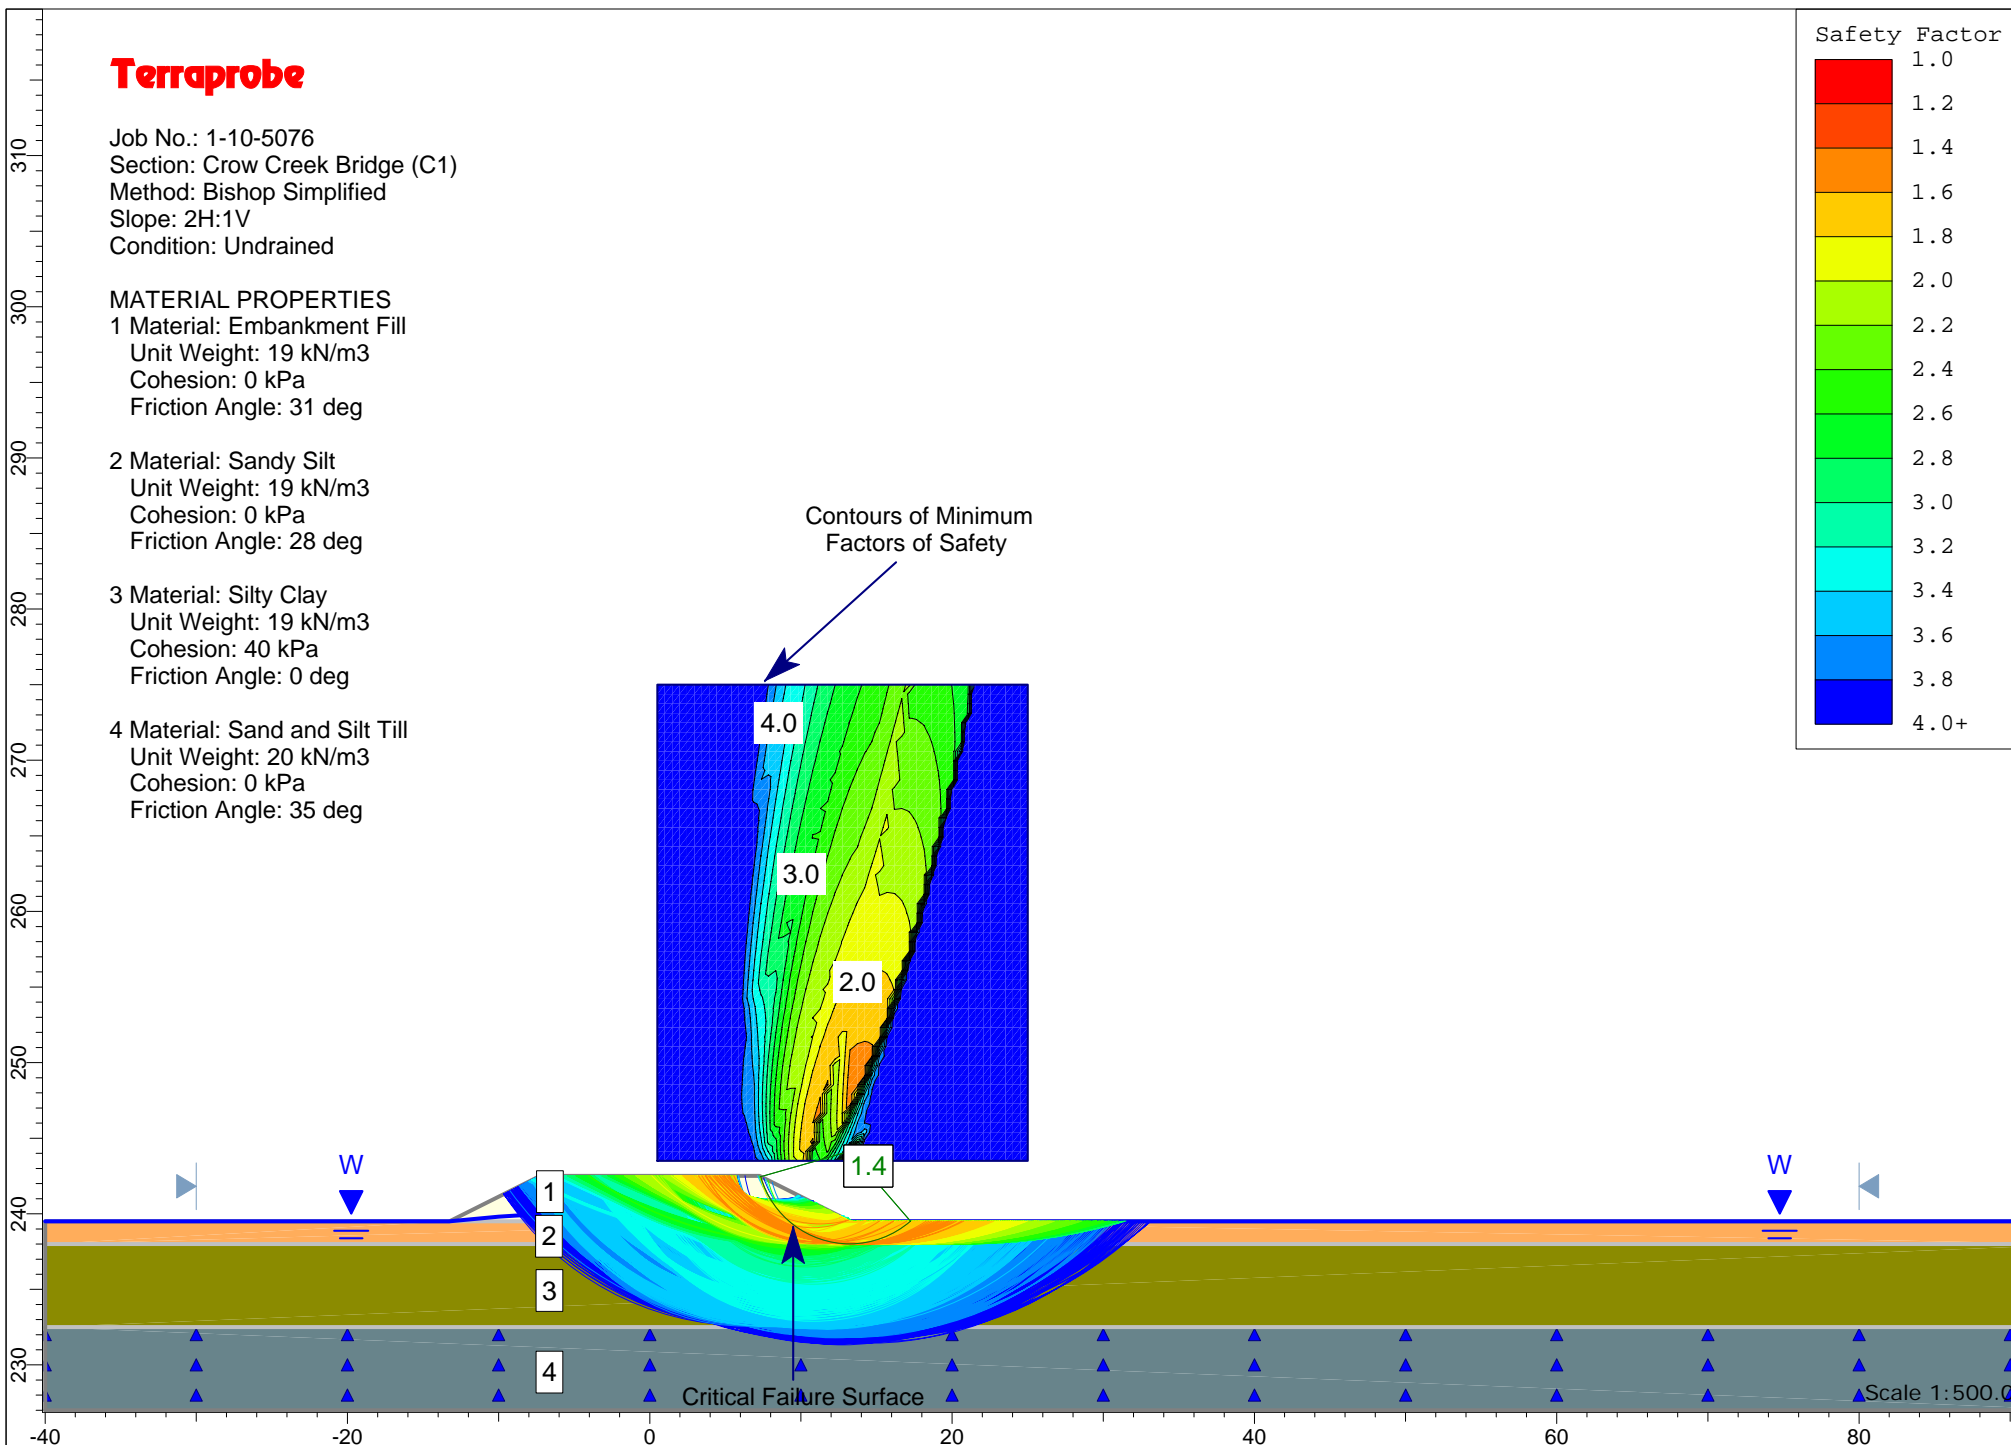 Terraprobe
Job No.: 1-10-5076
Section: Crow Creek Bridge (C1)
Method: Bishop Simplified
Slope: 2H:1V
Condition: Undrained
MATERIAL PROPERTIES
1 Material: Embankment Fill
Unit Weight: 19 kN/m3
Cohesion: 0 kPa
Friction Angle: 31 deg
2 Material: Sandy Silt
Unit Weight: 19 kN/m3
Cohesion: 0 kPa
Friction Angle: 28 deg
3 Material: Silty Clay
Unit Weight: 19 kN/m3
Cohesion: 40 kPa
Friction Angle: 0 deg
4 Material: Sand and Silt Till
Unit Weight: 20 kN/m3
Cohesion: 0 kPa
Friction Angle: 35 deg
Safety Factor
1.0
1.2
1.4
1.6
1.8
2.0
2.2
2.4
2.6
2.8
3.0
3.2
3.4
3.6
3.8
4.0+
Contours of Minimum
Factors of Safety
4.0
3.0
2.0
1.4
W
W
1
2
3
4
Critical Failure Surface
Scale 1:500.0
310
300
290
280
270
260
250
240
230
-40
-20
0
20
40
60
80